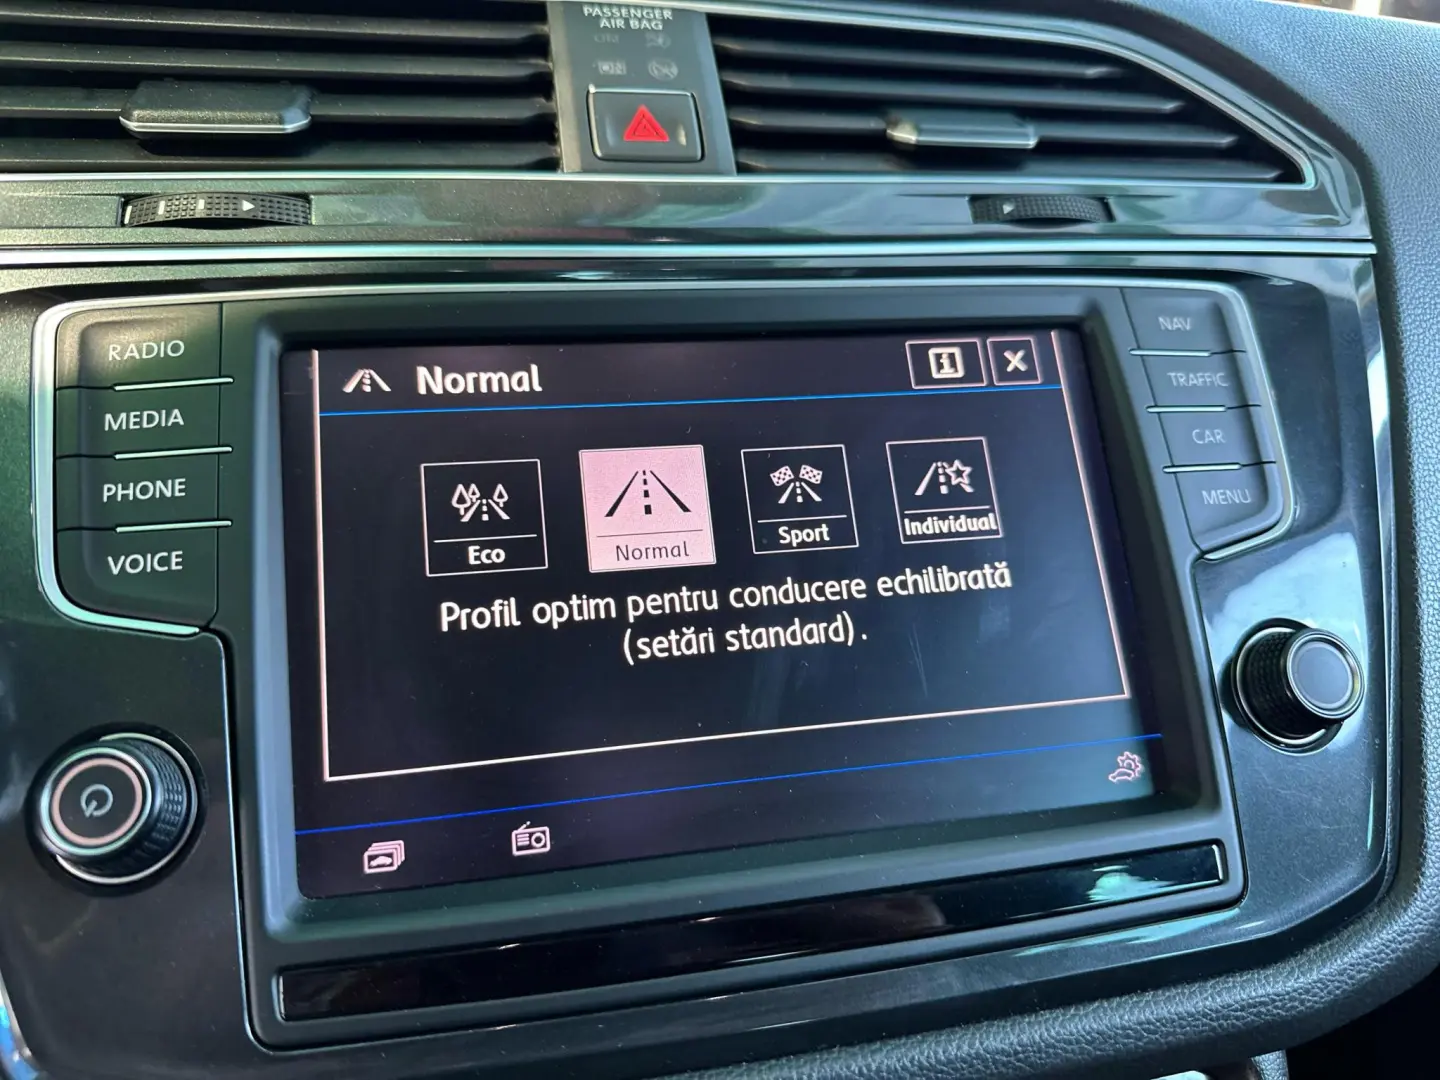 PASSENGER
AIR BAG
ON
RADIO
MEDIA
PHONE
VOICE
NAV
TRAFFIC
CAR
MENU
Normal
i X
Eco
Normal
Sport
Individual
Profil optim pentru conducere echilibrată
(setări standard).